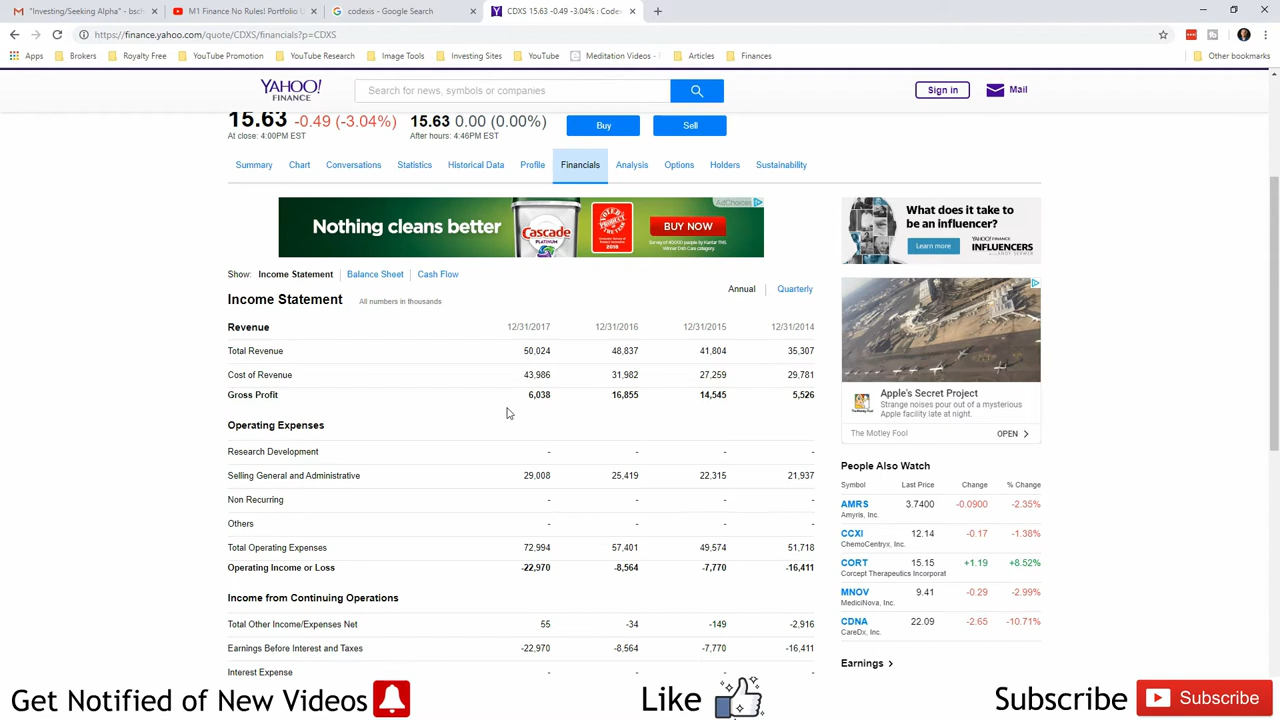 "Investing/Seeking Alpha" - bsch
M1 Finance No Rules! Portfolio U
codexis - Google Search
CDXS 15.63 -0.49 -3.04% : Codex
https://finance.yahoo.com/quote/CDXS/financials?p=CDXS
Apps Brokers Royalty Free YouTube Promotion YouTube Research Image Tools Investing Sites YouTube Meditation Videos - Articles Finances Other bookmarks
YAHOO! FINANCE
Search for news, symbols or companies
Sign in Mail
15.63 -0.49 (-3.04%) 15.63 0.00 (0.00%)
At close: 4:00PM EST After hours: 4:46PM EST
Buy Sell
Summary Chart Conversations Statistics Historical Data Profile Financials Analysis Options Holders Sustainability
AdChoices
Nothing cleans better
Cascade
PLATINUM
BUY NOW
What does it take to
be an influencer?
Learn more
YAHOO! FINANCE
INFLUENCERS
WITH ANDY SERWER
Show: Income Statement Balance Sheet Cash Flow
Annual Quarterly
Income Statement All numbers in thousands
Revenue 12/31/2017 12/31/2016 12/31/2015 12/31/2014
Total Revenue 50,024 48,837 41,804 35,307
Cost of Revenue 43,986 31,982 27,259 29,781
Gross Profit 6,038 16,855 14,545 5,526
Operating Expenses
Research Development - - - -
Selling General and Administrative 29,008 25,419 22,315 21,937
Non Recurring - - - -
Others - - - -
Total Operating Expenses 72,994 57,401 49,574 51,718
Operating Income or Loss -22,970 -8,564 -7,770 -16,411
Income from Continuing Operations
Total Other Income/Expenses Net 55 -34 -149 -2,916
Earnings Before Interest and Taxes -22,970 -8,564 -7,770 -16,411
Interest Expense - - - -
Apple's Secret Project
Strange noises pour out of a mysterious
Apple facility late at night.
The Motley Fool OPEN
People Also Watch
Symbol Last Price Change % Change
AMRS 3.7400 -0.0900 -2.35%
Amyris, Inc.
CCXI 12.14 -0.17 -1.38%
ChemoCentryx, Inc.
CORT 15.15 +1.19 +8.52%
Corcept Therapeutics Incorporat
MNOV 9.41 -0.29 -2.99%
MediciNova, Inc.
CDNA 22.09 -2.65 -10.71%
CareDx, Inc.
Earnings
Get Notified of New Videos
Like
Subscribe
Subscribe